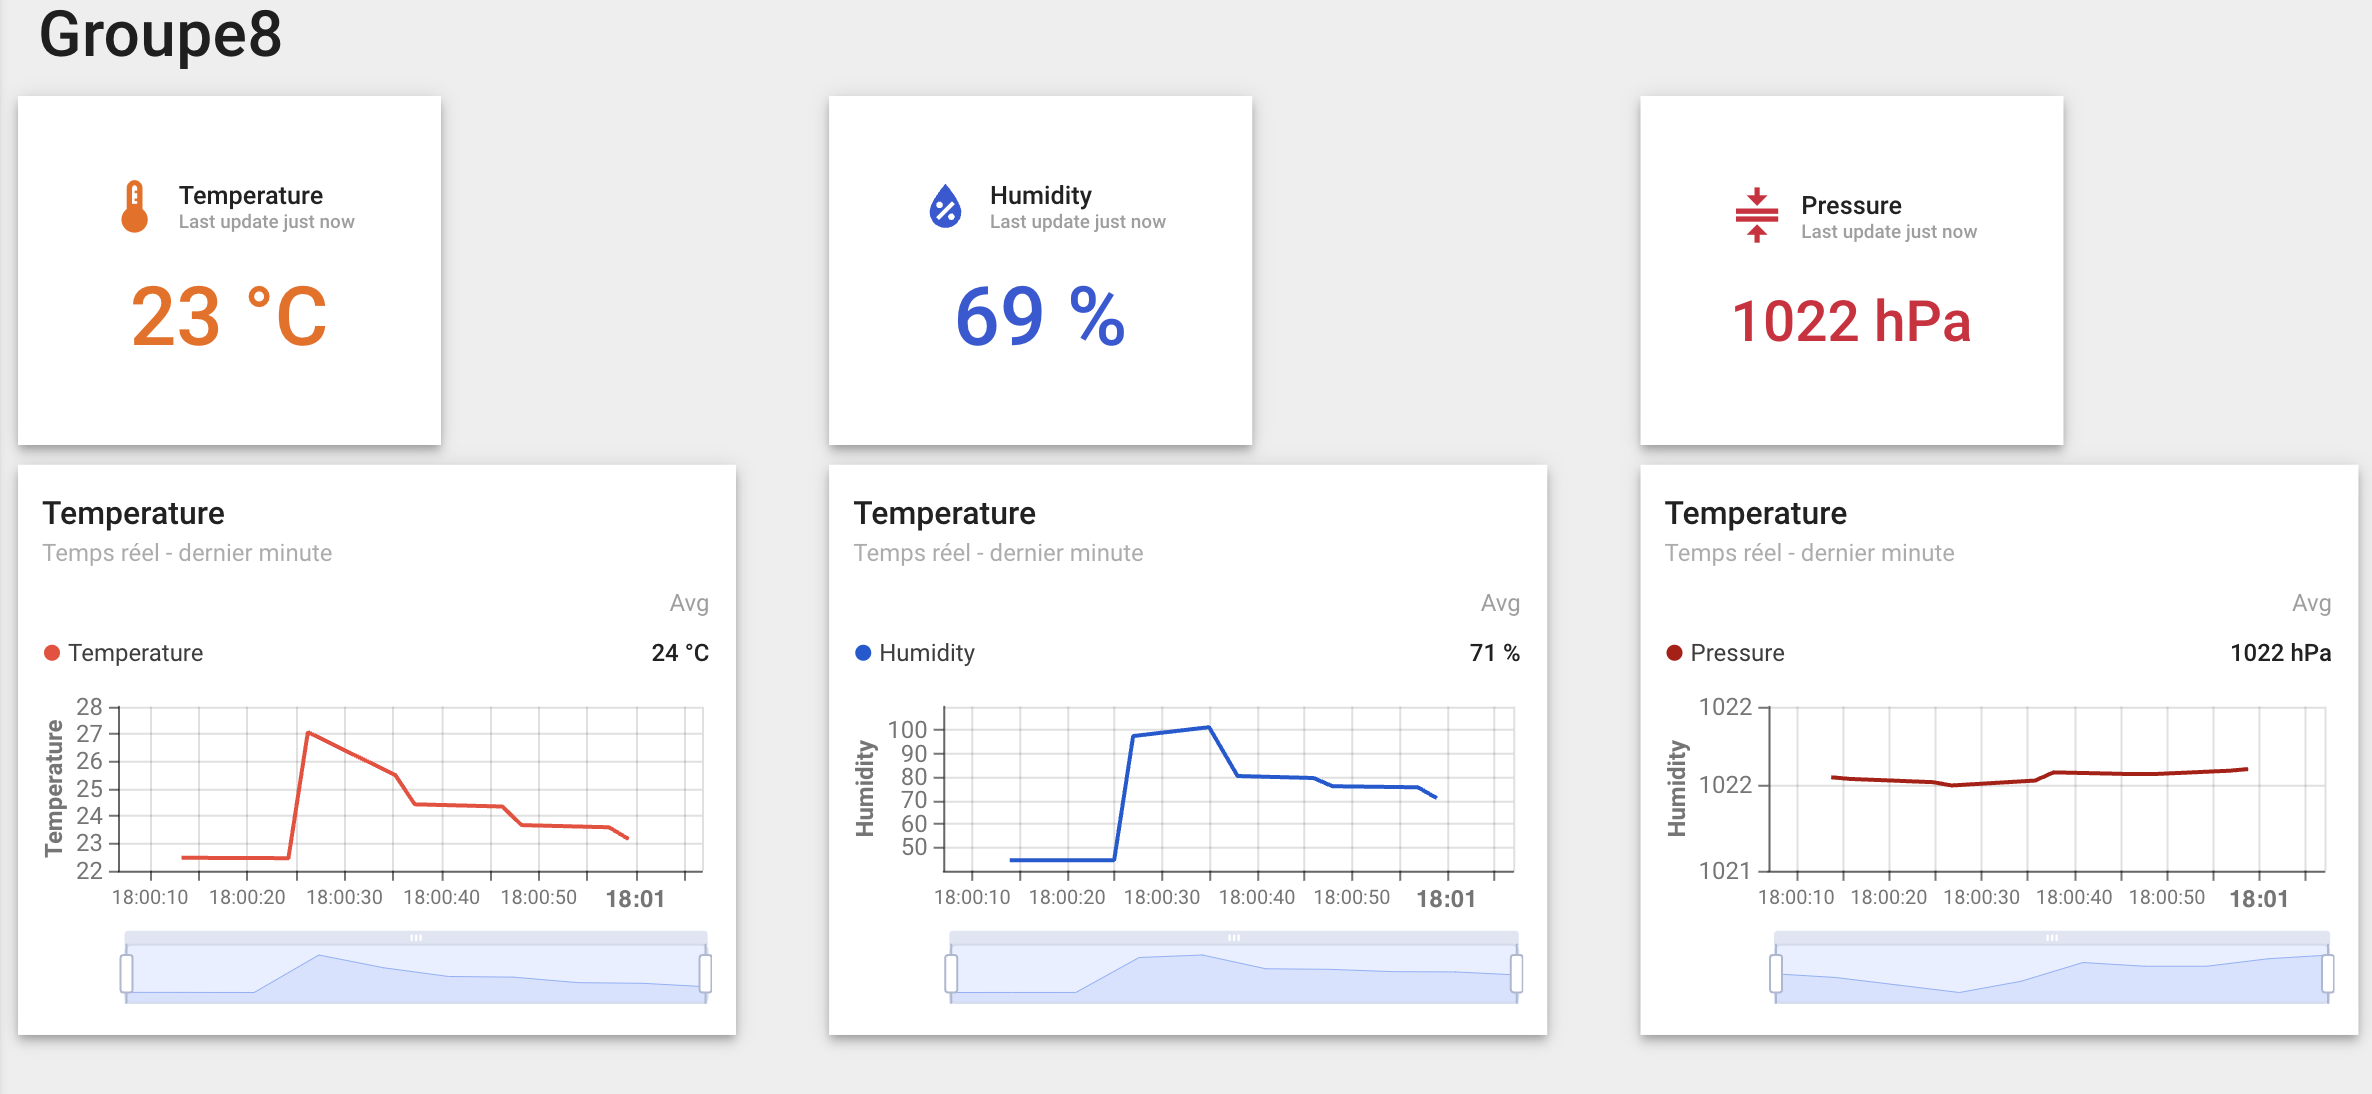 Groupe8
Temperature
Last update just now
23 °C
Humidity
Last update just now
69 %
Pressure
Last update just now
1022 hPa
Temperature
Temps réel - dernier minute
Avg
Temperature 24 °C
Temperature
28
27
26
25
24
23
22
18:00:10 18:00:20 18:00:30 18:00:40 18:00:50 18:01
Temperature
Temps réel - dernier minute
Avg
Humidity 71 %
Humidity
100
90
80
70
60
50
18:00:10 18:00:20 18:00:30 18:00:40 18:00:50 18:01
Temperature
Temps réel - dernier minute
Avg
Pressure 1022 hPa
Humidity
1022
1022
1021
18:00:10 18:00:20 18:00:30 18:00:40 18:00:50 18:01